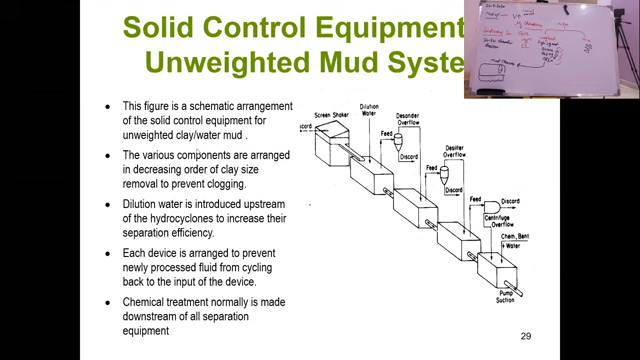 Solid Control Equipment
Unweighted Mud Syste
This figure is a schematic arrangement
of the solid control equipment for
unweighted clay/water mud .
The various components are arranged
in decreasing order of clay size
removal to prevent clogging.
Dilution water is introduced upstream
of the hydrocyclones to increase their
separation efficiency.
Each device is arranged to prevent
newly processed fluid from cycling
back to the input of the device.
Chemical treatment normally is made
downstream of all separation
equipment
Screen Shaker
Dilution
Water
Desander
Overflow
Feed
Discard
Desilter
Overflow
Feed
Discard
Feed
Discard
Centrifuge
Overflow
Chem, Bent
+ Water
Pump
Suction
29